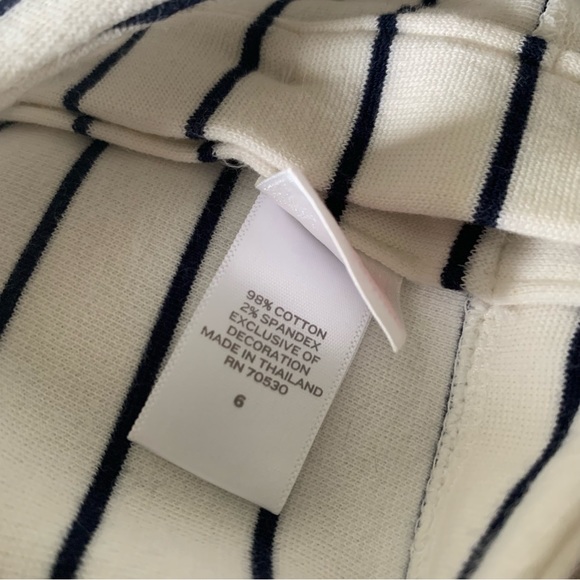 98% COTTON
2% SPANDEX
EXCLUSIVE OF
DECORATION
MADE IN THAILAND
RN 70530
6